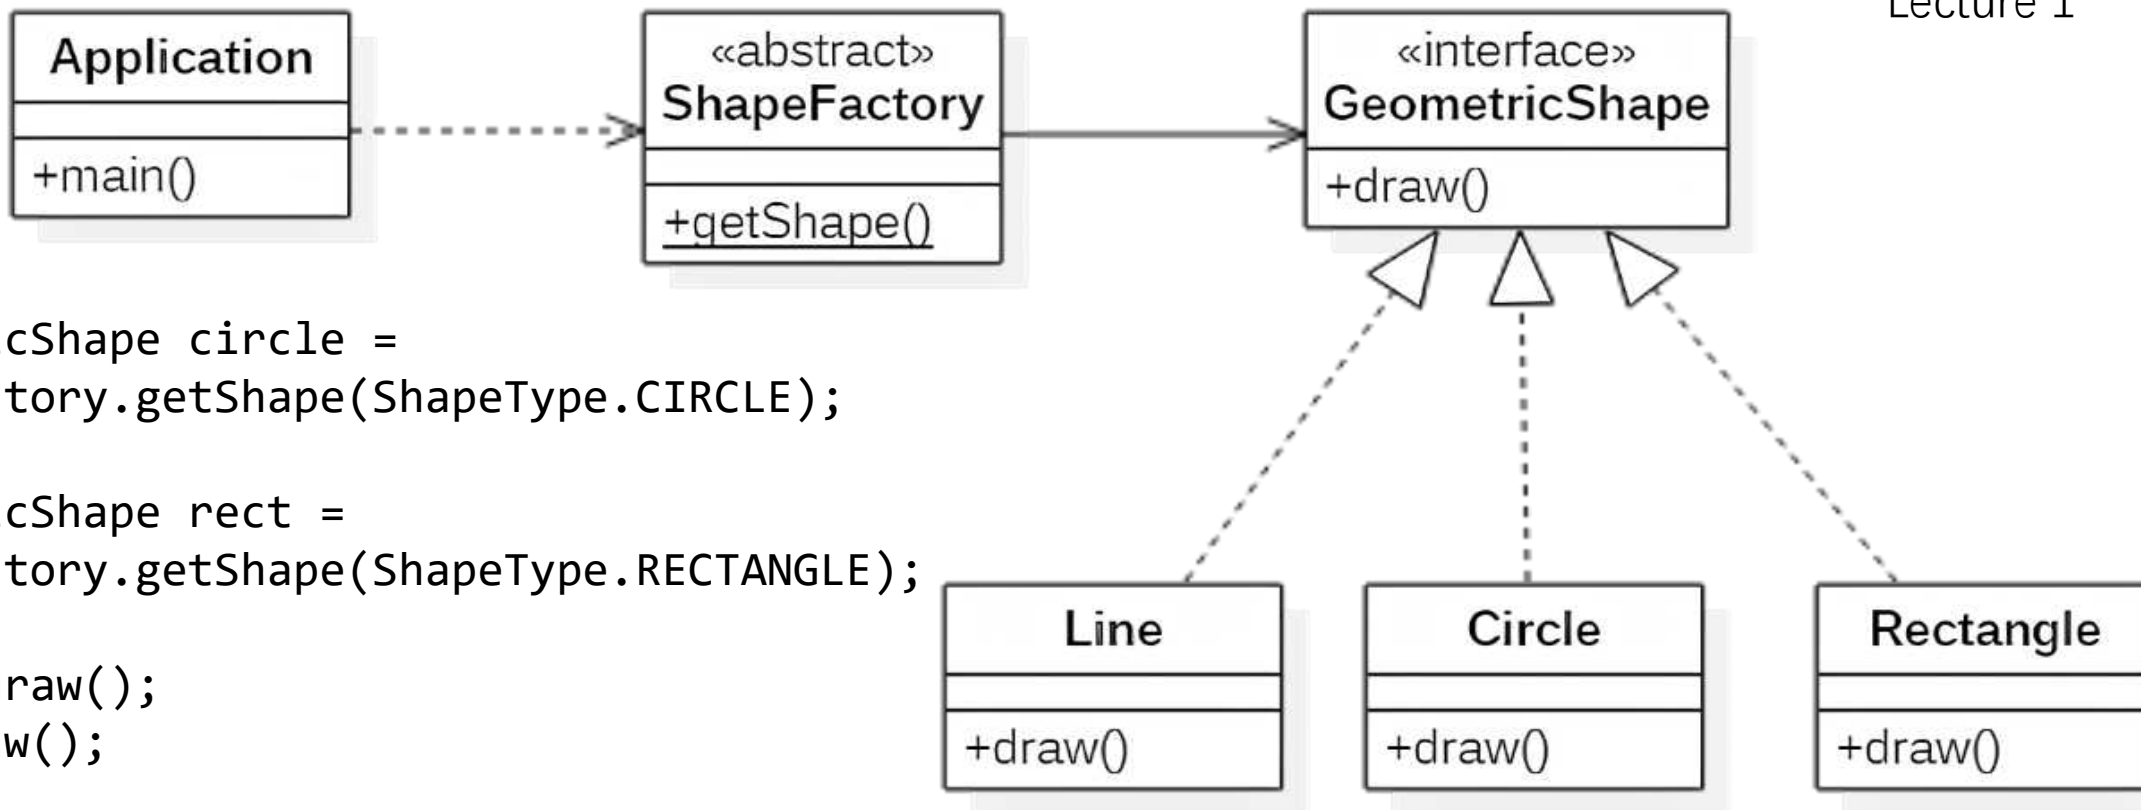 Lecture 1
Application
+main()
«abstract»
ShapeFactory
+getShape()
«interface»
GeometricShape
+draw()
cShape circle =
tory.getShape(ShapeType.CIRCLE);
cShape rect =
tory.getShape(ShapeType.RECTANGLE);
raw();
w();
Line
+draw()
Circle
+draw()
Rectangle
+draw()